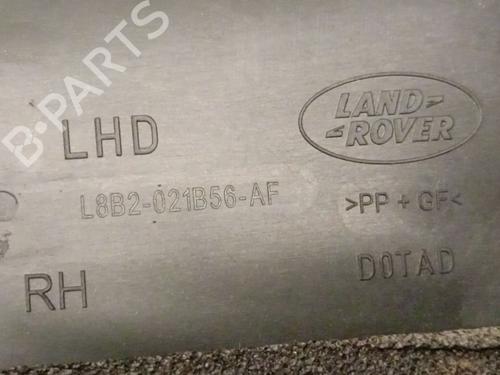 B-PARTS
LHD
LAND-
-ROVER
L8B2-021B56-AF
>PP + GF<
RH
D0TAD